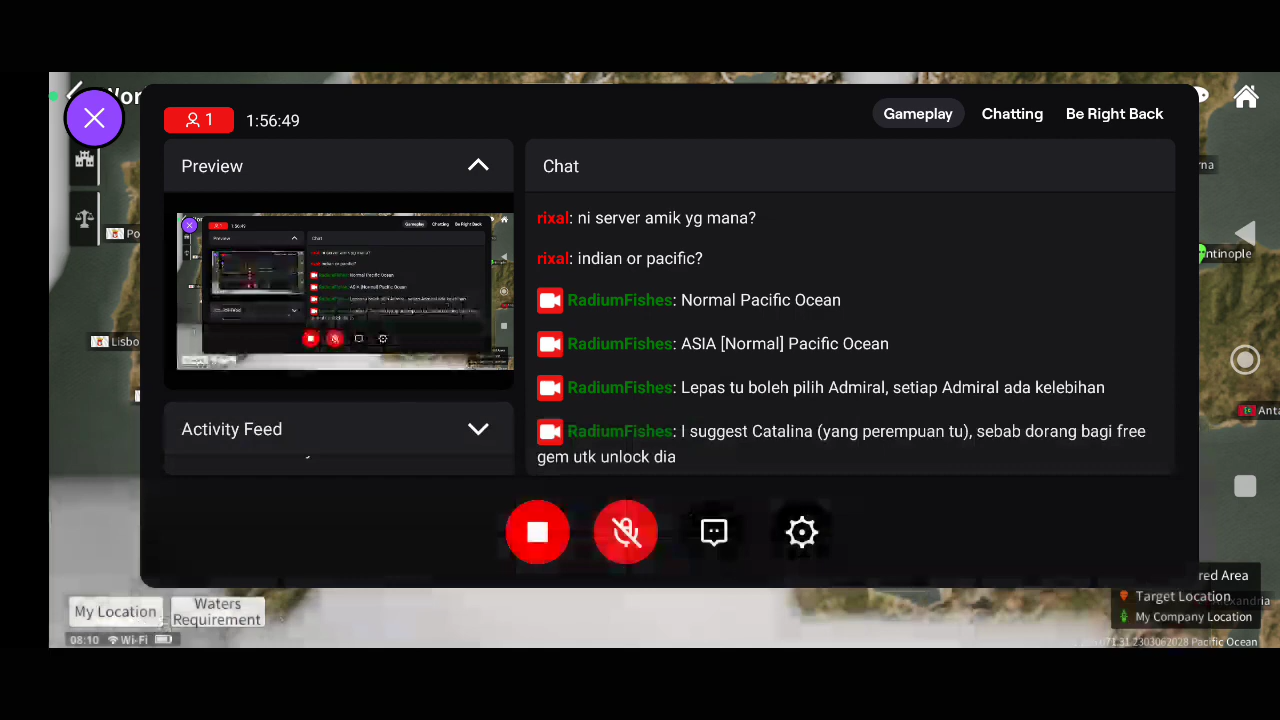 1
1:56:49
Gameplay
Chatting
Be Right Back
Preview
Chat
rixal: ni server amik yg mana?
rixal: indian or pacific?
RadiumFishes: Normal Pacific Ocean
RadiumFishes: ASIA [Normal] Pacific Ocean
RadiumFishes: Lepas tu boleh pilih Admiral, setiap Admiral ada kelebihan
RadiumFishes: I suggest Catalina (yang perempuan tu), sebab dorang bagi free
gem utk unlock dia
Activity Feed
Lisbo
ntinople
Anta
My Location
Waters
Requirement
red Area
Target Location
Alexandria
My Company Location
08:10
Wi-Fi
Pacific Ocean